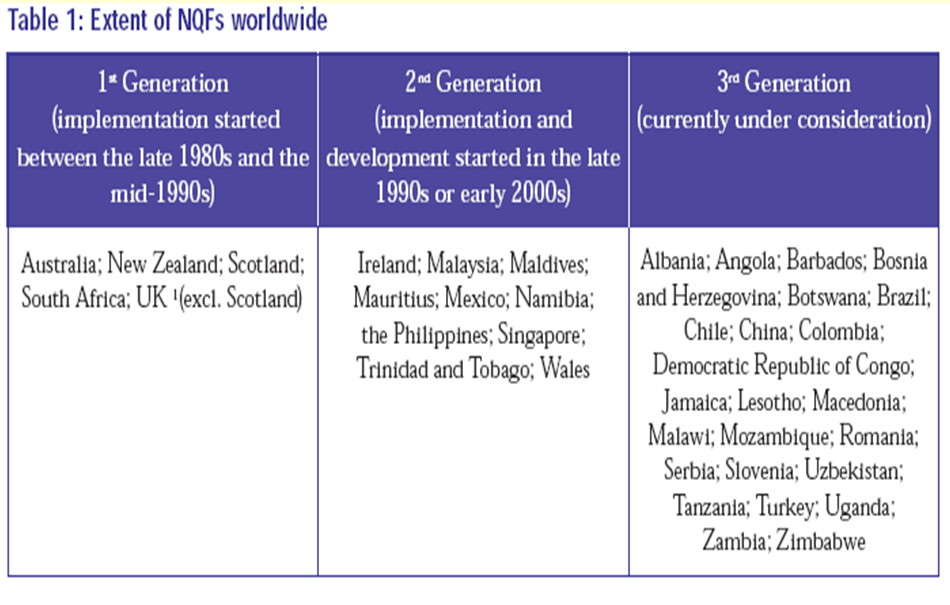 Table 1: Extent of NQFs worldwide
1st Generation
(implementation started
between the late 1980s and the
mid-1990s)
2nd Generation
(implementation and
development started in the late
1990s or early 2000s)
3rd Generation
(currently under consideration)
Australia; New Zealand; Scotland;
South Africa; UK 1(excl. Scotland)
Ireland; Malaysia; Maldives;
Mauritius; Mexico; Namibia;
the Philippines; Singapore;
Trinidad and Tobago; Wales
Albania; Angola; Barbados; Bosnia
and Herzegovina; Botswana; Brazil;
Chile; China; Colombia;
Democratic Republic of Congo;
Jamaica; Lesotho; Macedonia;
Malawi; Mozambique; Romania;
Serbia; Slovenia; Uzbekistan;
Tanzania; Turkey; Uganda;
Zambia; Zimbabwe